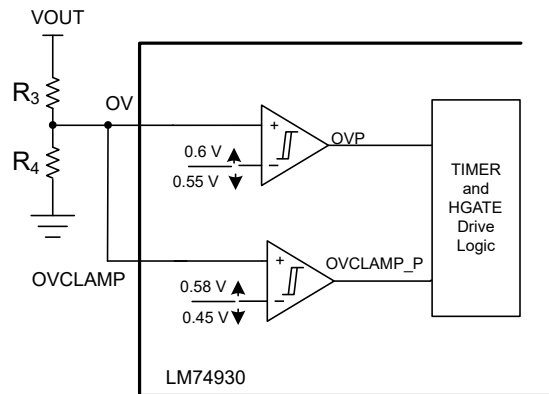 VOUT
R3
OV
R4
OVCLAMP
+
0.6 V
−
0.55 V
OVP
+
0.58 V
−
0.45 V
OVCLAMP_P
TIMER
and
HGATE
Drive
Logic
LM74930